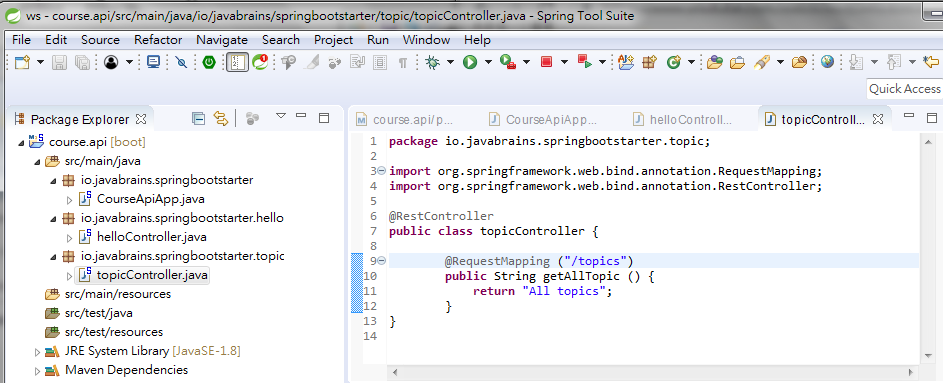 ws - course.api/src/main/java/io/javabrains/springbootstarter/topic/topicController.java - Spring Tool Suite
File Edit Source Refactor Navigate Search Project Run Window Help
Quick Access
Package Explorer
course.api [boot]
src/main/java
io.javabrains.springbootstarter
CourseApiApp.java
io.javabrains.springbootstarter.hello
helloController.java
io.javabrains.springbootstarter.topic
topicController.java
src/main/resources
src/test/java
src/test/resources
JRE System Library [JavaSE-1.8]
Maven Dependencies
course.api/p... CourseApiApp... helloControll... topicControll...
1 package io.javabrains.springbootstarter.topic;
2
3 import org.springframework.web.bind.annotation.RequestMapping;
4 import org.springframework.web.bind.annotation.RestController;
5
6 @RestController
7 public class topicController {
8
9 @RequestMapping ("/topics")
10 public String getAllTopic () {
11 return "All topics";
12 }
13 }
14